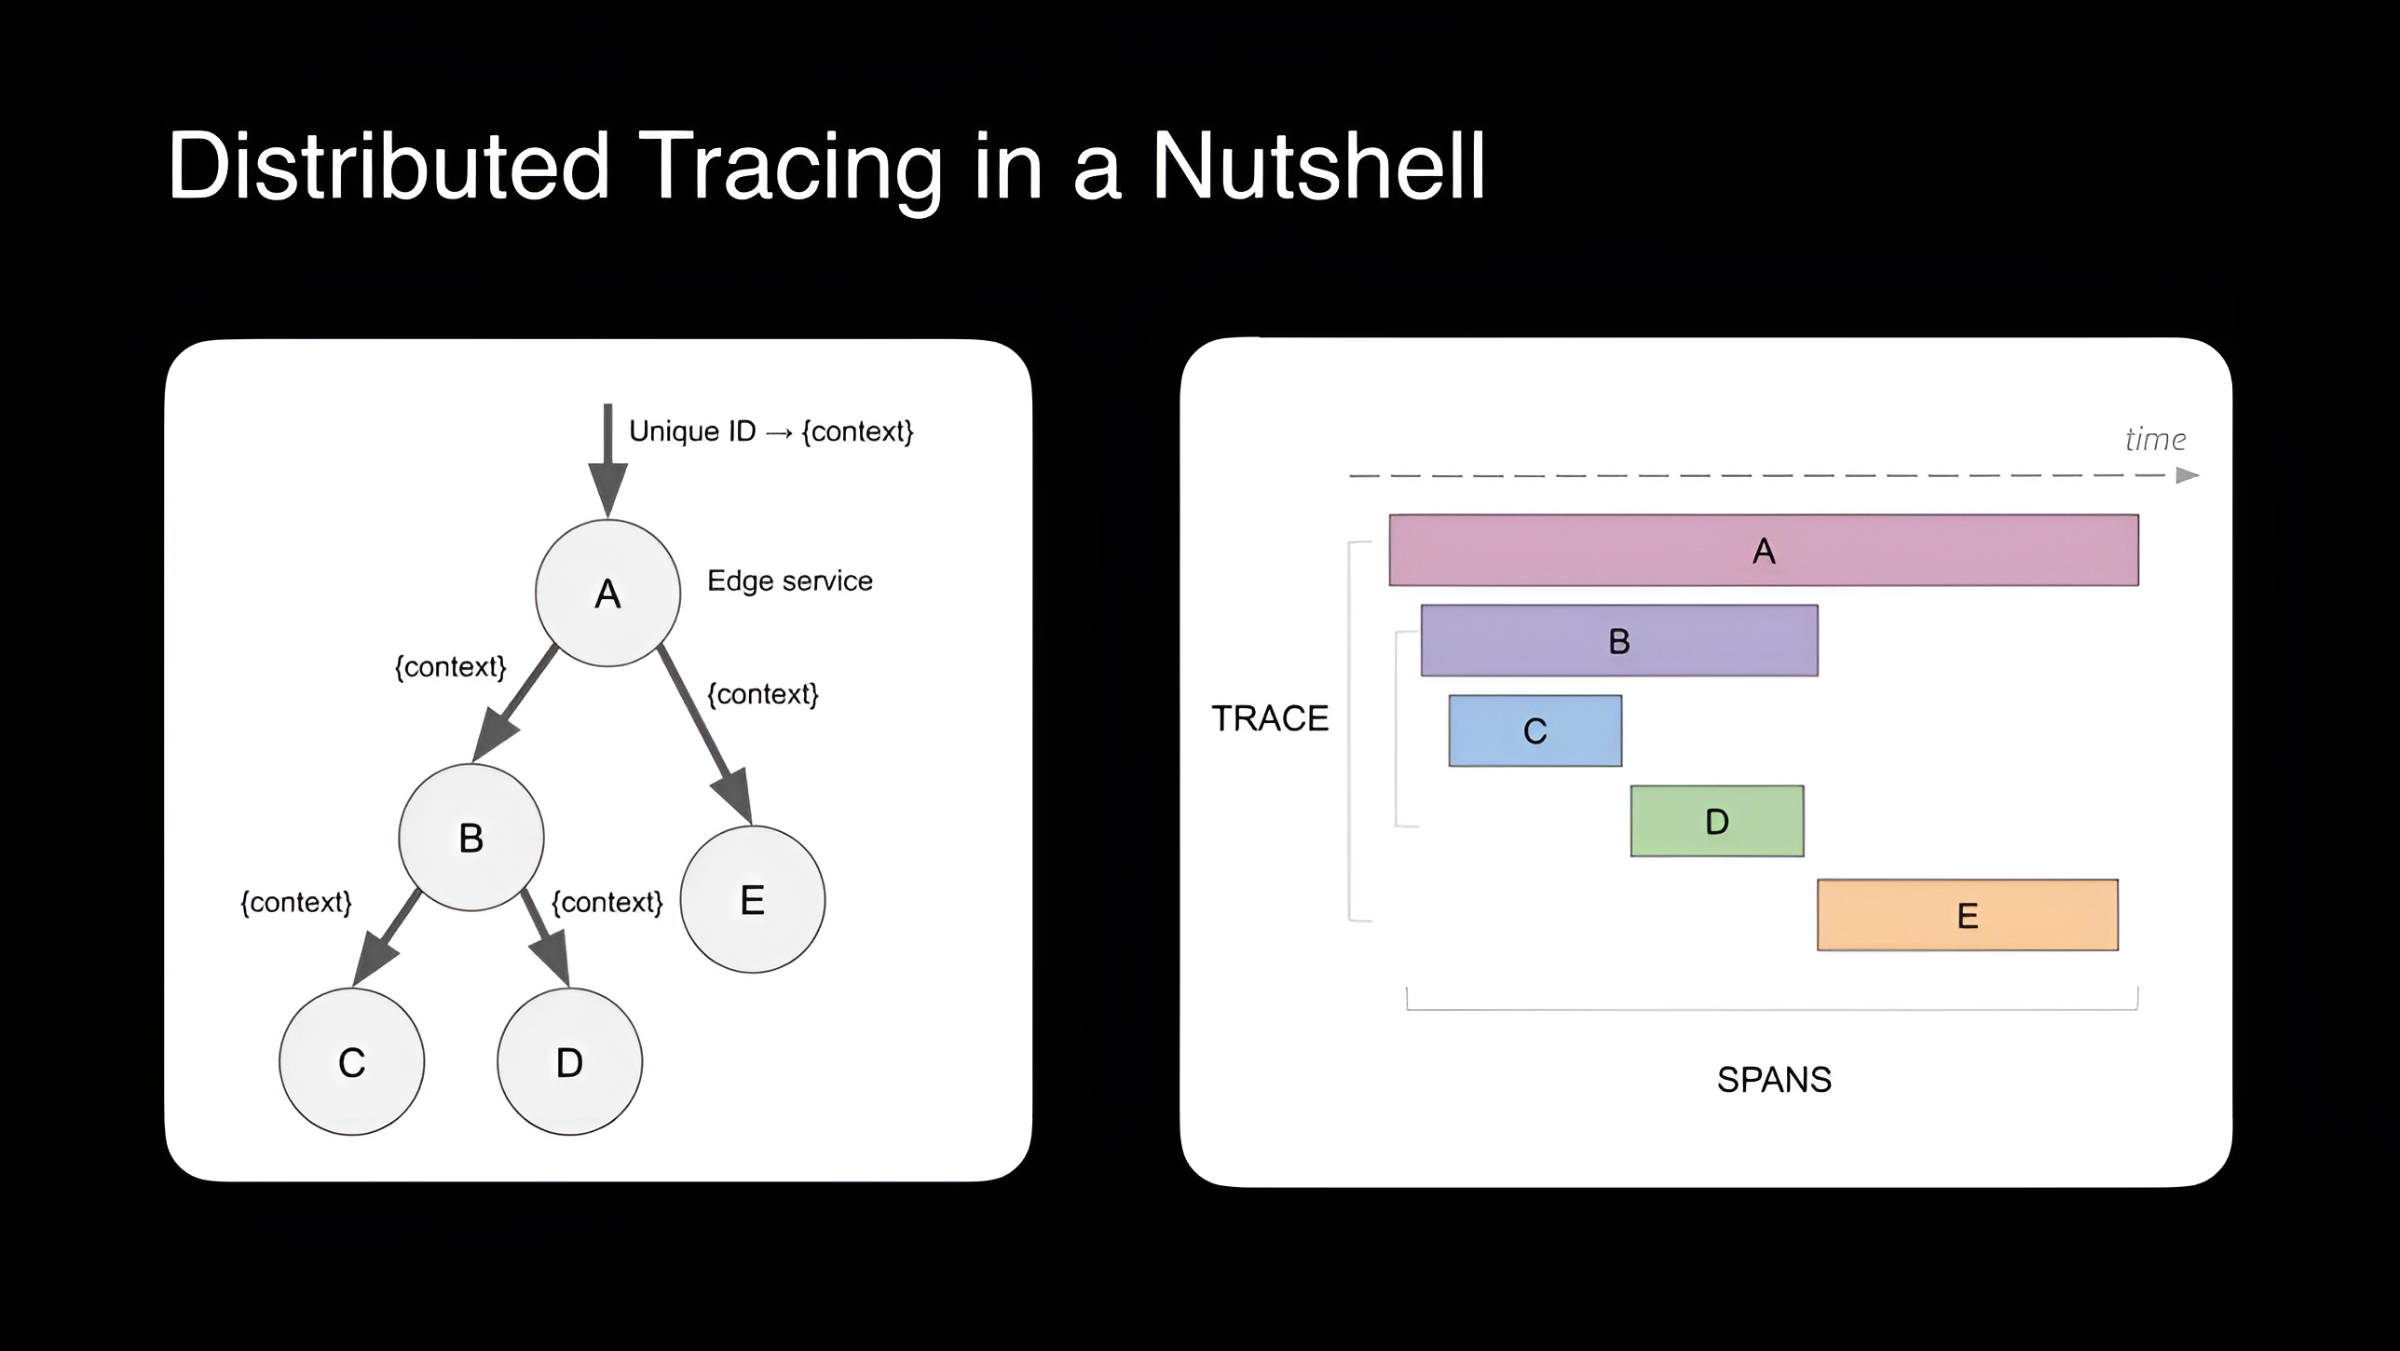 Distributed Tracing in a Nutshell
Unique ID → {context}
A
Edge service
{context}
{context}
B
E
{context}
{context}
C
D
time
A
B
C
TRACE
D
E
SPANS